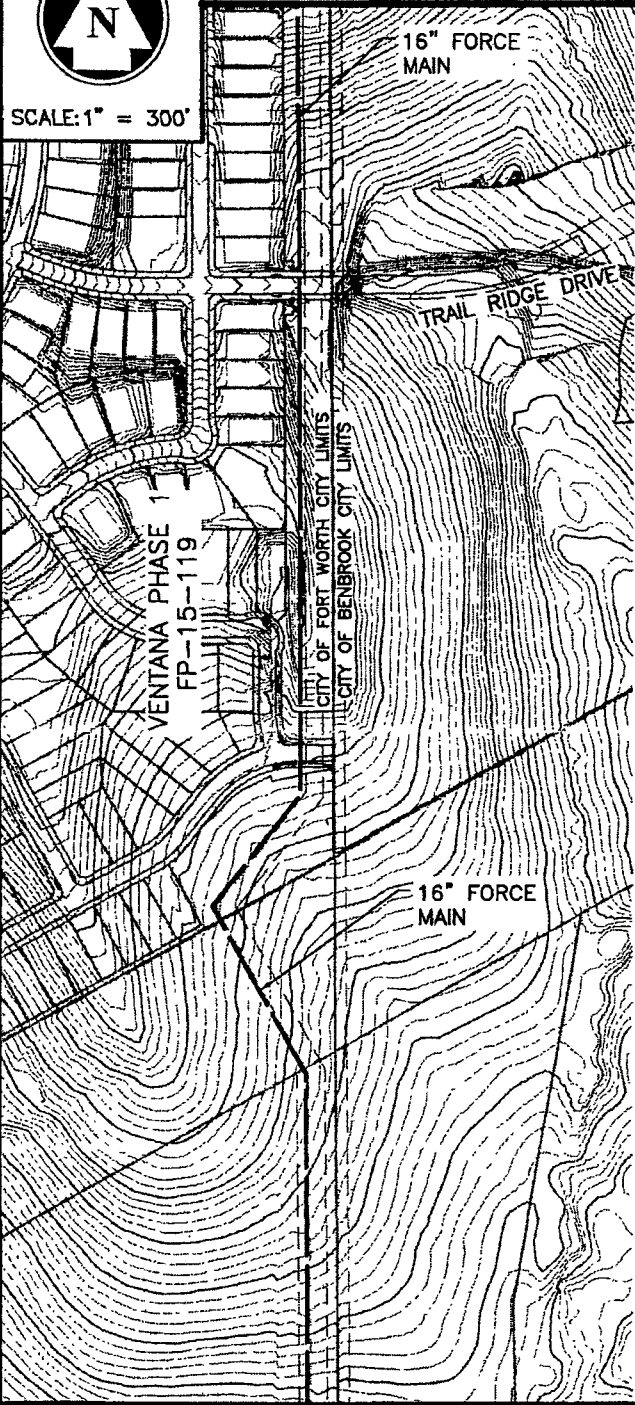 N
SCALE: 1" = 300'
16" FORCE
MAIN
TRAIL RIDGE DRIVE
CITY OF FORT WORTH CITY LIMITS
CITY OF BENBROOK CITY LIMITS
VENTANA PHASE 1
FP-15-119
16" FORCE
MAIN